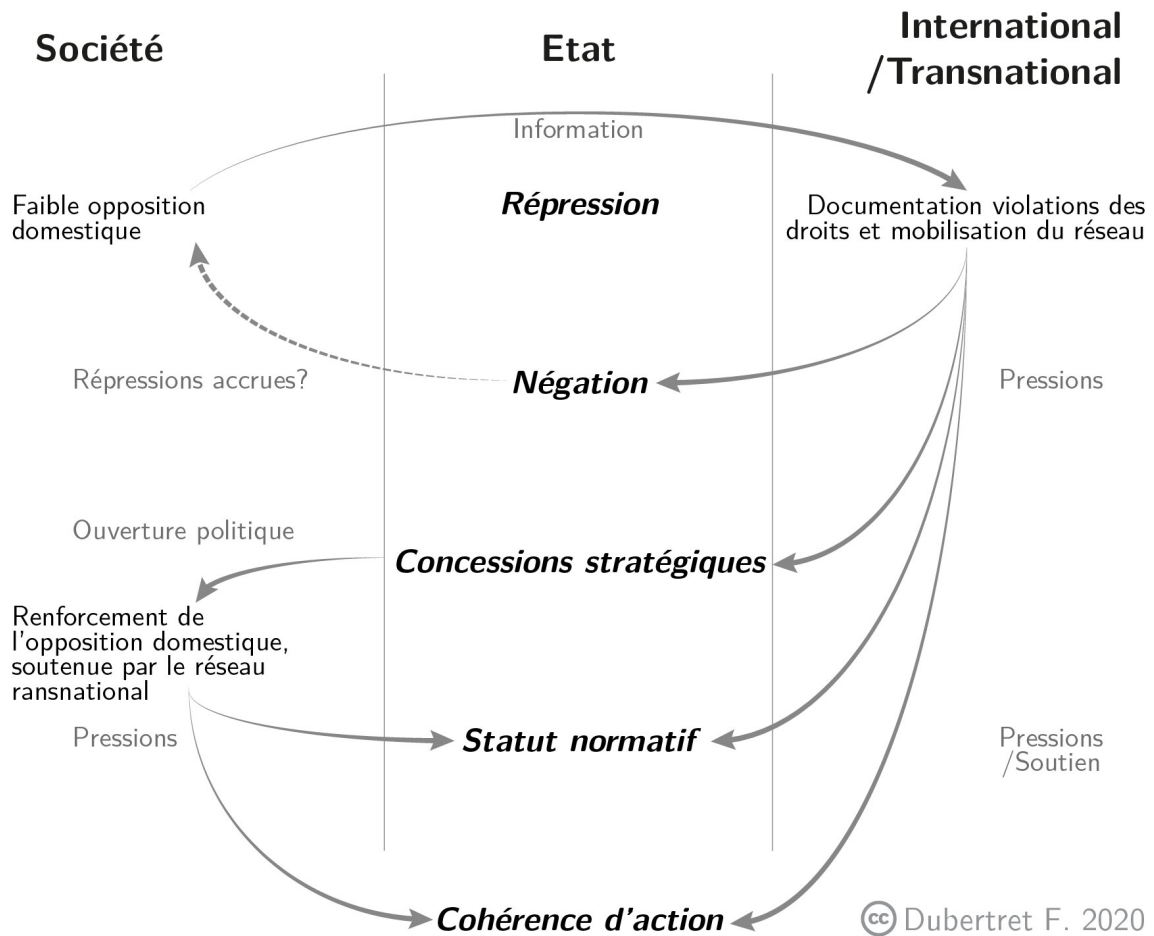 Société
Etat
International
/Transnational
Information
Faible opposition
domestique
Répression
Documentation violations des
droits et mobilisation du réseau
Répressions accrues?
Négation
Pressions
Ouverture politique
Concessions stratégiques
Renforcement de
l'opposition domestique,
soutenue par le réseau
ransnational
Pressions
Statut normatif
Pressions
/Soutien
Cohérence d'action
cc Dubertret F. 2020